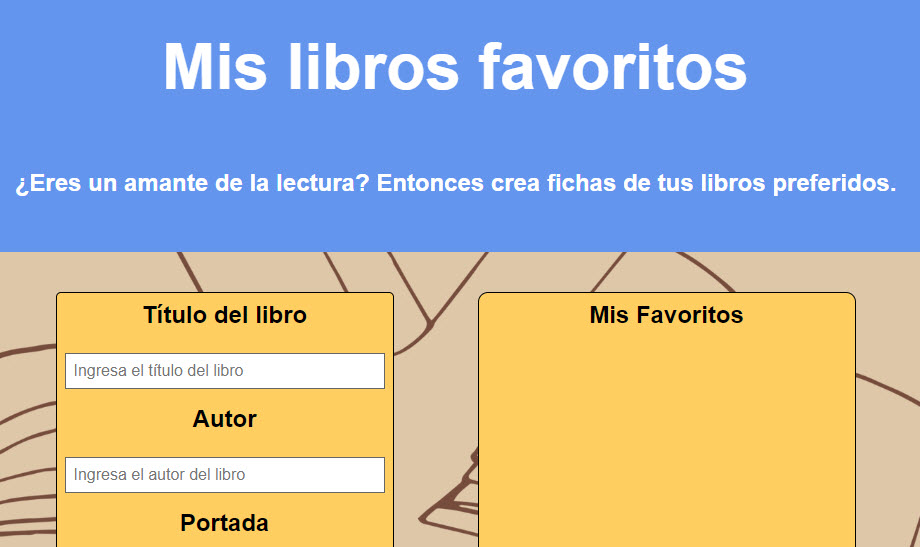 Mis libros favoritos
¿Eres un amante de la lectura? Entonces crea fichas de tus libros preferidos.
Título del libro
Ingresa el título del libro
Autor
Ingresa el autor del libro
Portada
Mis Favoritos